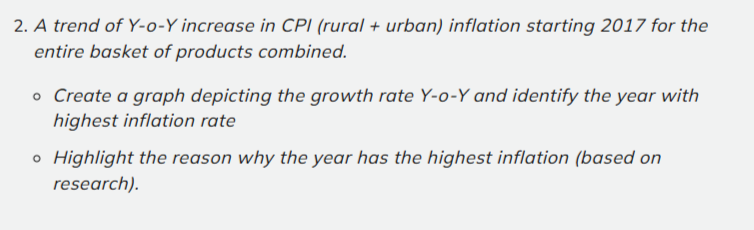 2. A trend of Y-o-Y increase in CPI (rural + urban) inflation starting 2017 for the
entire basket of products combined.
○ Create a graph depicting the growth rate Y-o-Y and identify the year with
highest inflation rate
○ Highlight the reason why the year has the highest inflation (based on
research).